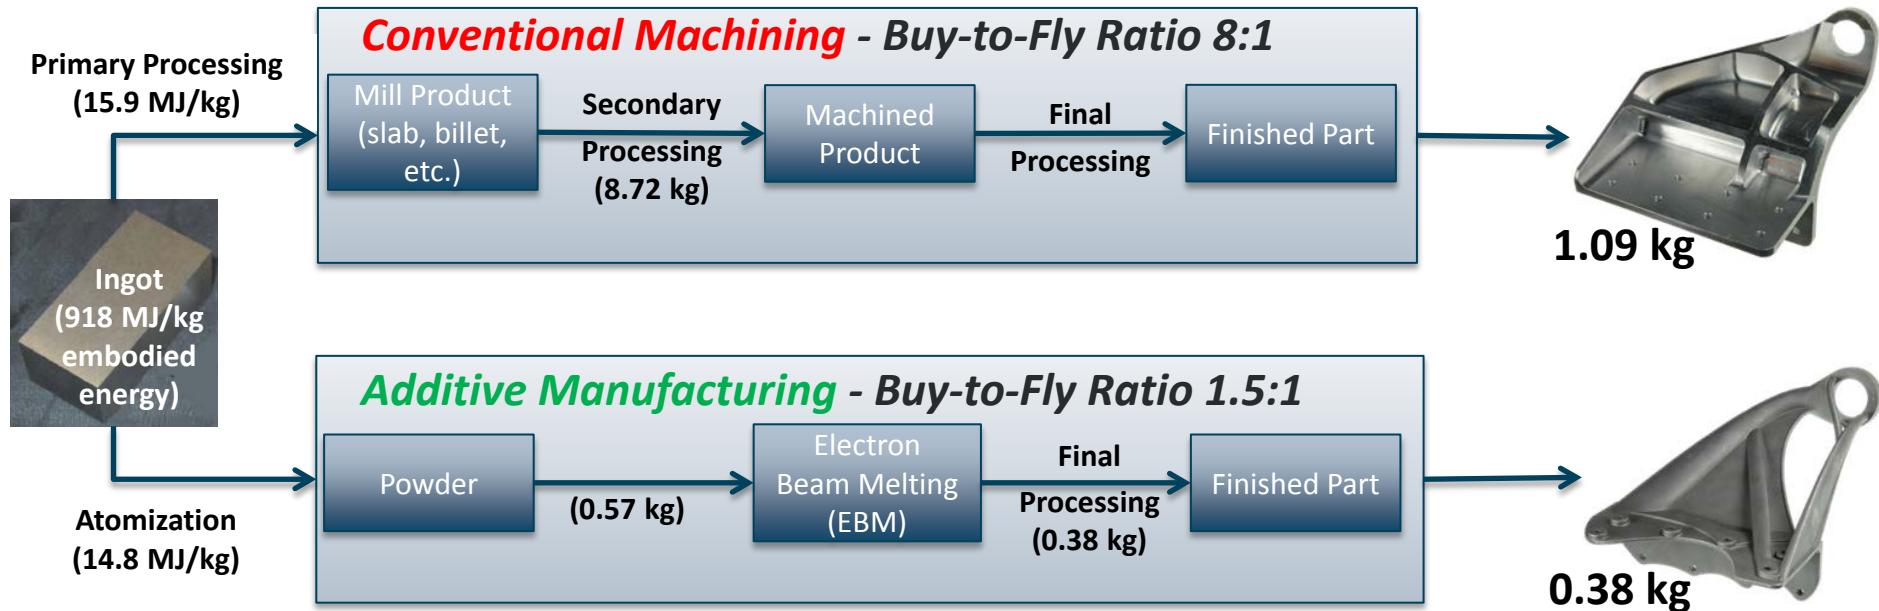 Conventional Machining - Buy-to-Fly Ratio 8:1
Primary Processing
(15.9 MJ/kg)
Mill Product
(slab, billet,
etc.)
Secondary
Processing
(8.72 kg)
Machined
Product
Final
Processing
Finished Part
1.09 kg
Ingot
(918 MJ/kg
embodied
energy)
Additive Manufacturing - Buy-to-Fly Ratio 1.5:1
Atomization
(14.8 MJ/kg)
Powder
(0.57 kg)
Electron
Beam Melting
(EBM)
Final
Processing
(0.38 kg)
Finished Part
0.38 kg